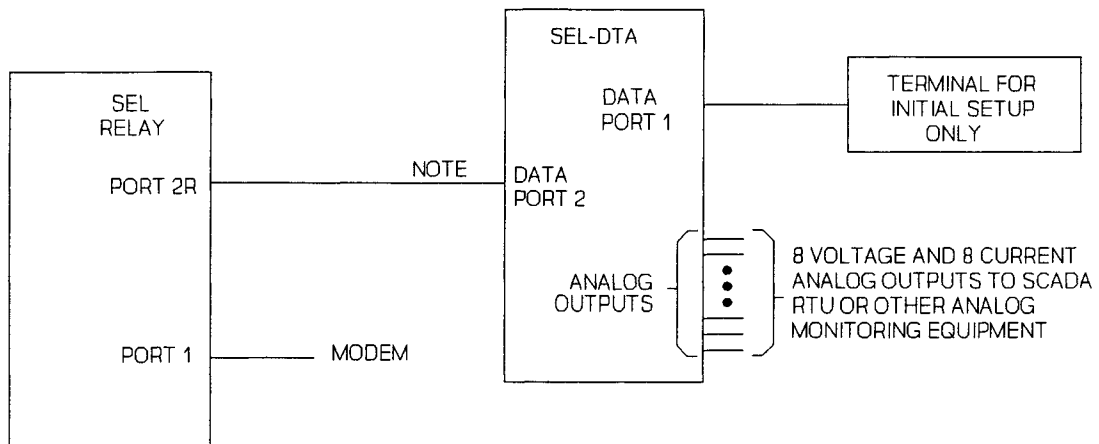 SEL-DTA
SEL
RELAY
DATA
PORT 1
TERMINAL FOR
INITIAL SETUP
ONLY
PORT 2R
NOTE
DATA
PORT 2
ANALOG
OUTPUTS
8 VOLTAGE AND 8 CURRENT
ANALOG OUTPUTS TO SCADA
RTU OR OTHER ANALOG
MONITORING EQUIPMENT
PORT 1
MODEM